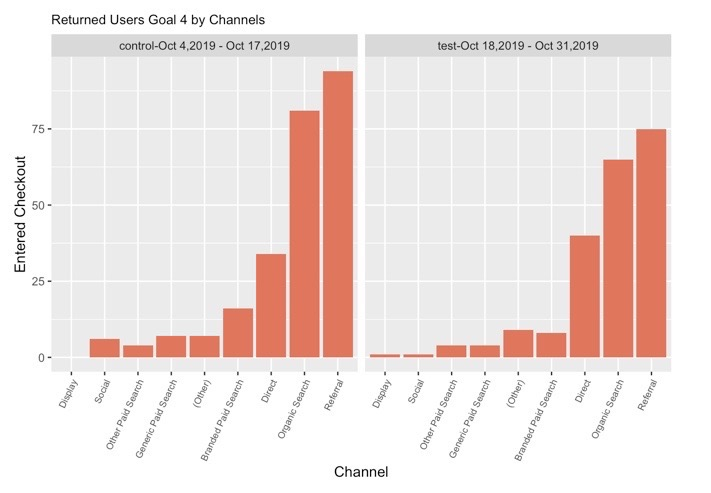 Returned Users Goal 4 by Channels
control-Oct 4,2019 - Oct 17,2019
test-Oct 18,2019 - Oct 31,2019
Entered Checkout
75
50
25
0
Display
Social
Other Paid Search
Generic Paid Search
(Other)
Branded Paid Search
Direct
Organic Search
Referral
Display
Social
Other Paid Search
Generic Paid Search
(Other)
Branded Paid Search
Direct
Organic Search
Referral
Channel